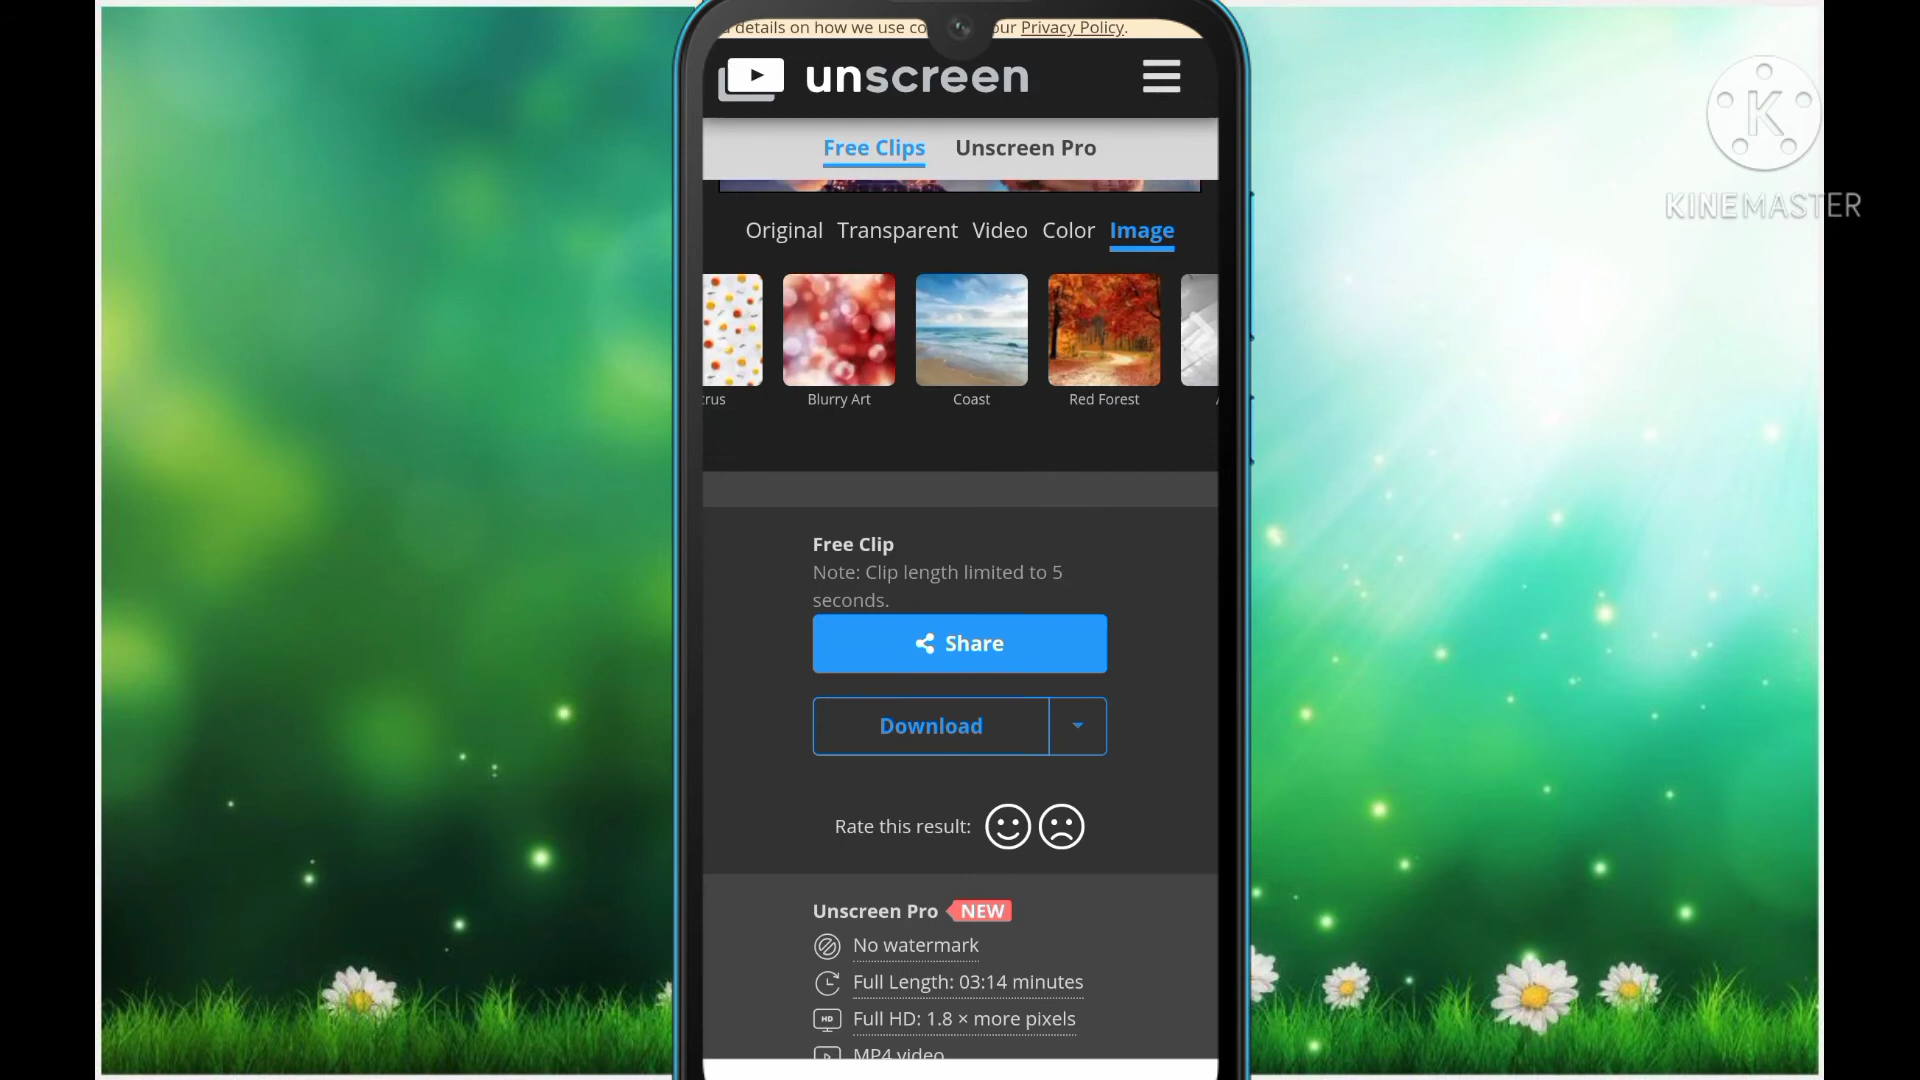 details on how we use co our Privacy Policy.
unscreen
Free Clips Unscreen Pro
Original Transparent Video Color Image
Blurry Art Coast Red Forest
Free Clip
Note: Clip length limited to 5
seconds.
Share
Download
Rate this result:
Unscreen Pro NEW
No watermark
Full Length: 03:14 minutes
HD Full HD: 1.8 × more pixels
MP4 video
K
KINEMASTER